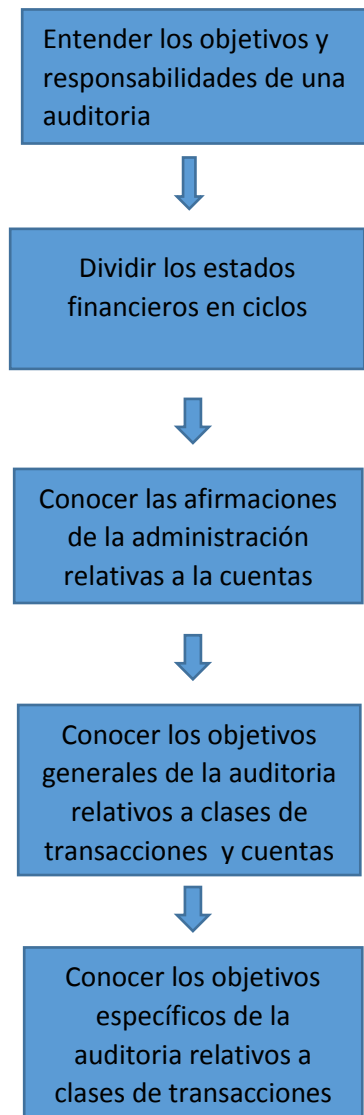 Entender los objetivos y
responsabilidades de una
auditoria
Dividir los estados
financieros en ciclos
Conocer las afirmaciones
de la administración
relativas a la cuentas
Conocer los objetivos
generales de la auditoria
relativos a clases de
transacciones y cuentas
Conocer los objetivos
específicos de la
auditoria relativos a
clases de transacciones